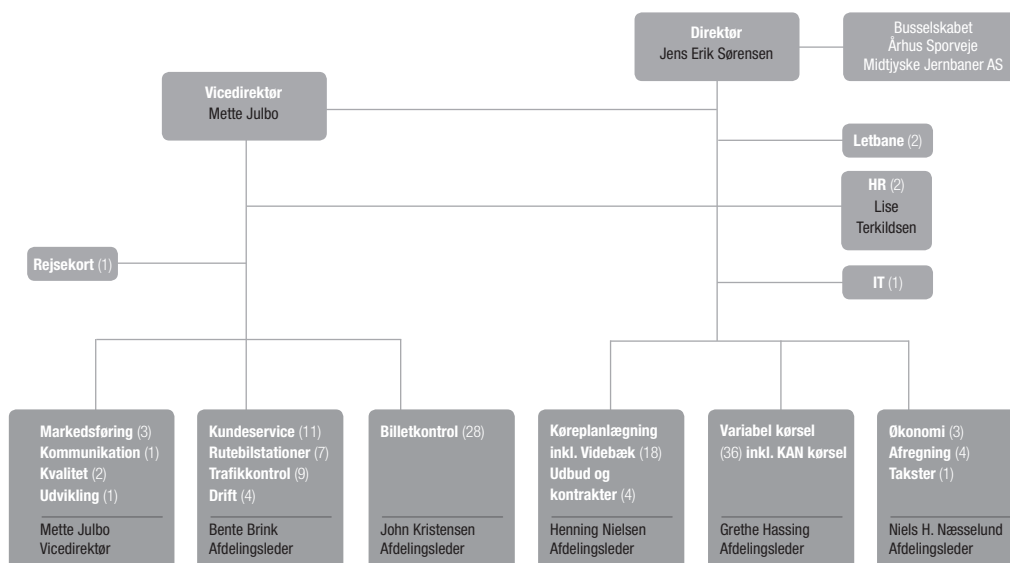 Direktør
Jens Erik Sørensen
Busselskabet
Århus Sporveje
Midtjyske Jernbaner AS
Vicedirektør
Mette Julbo
Letbane (2)
HR (2)
Lise
Terkildsen
Rejsekort (1)
IT (1)
Markedsføring (3)
Kommunikation (1)
Kvalitet (2)
Udvikling (1)
Mette Julbo
Vicedirektør
Kundeservice (11)
Rutebilstationer (7)
Trafikkontrol (9)
Drift (4)
Bente Brink
Afdelingsleder
Billetkontrol (28)
John Kristensen
Afdelingsleder
Køreplanlægning
inkl. Videbæk (18)
Udbud og
kontrakter (4)
Henning Nielsen
Afdelingsleder
Variabel kørsel
(36) inkl. KAN kørsel
Grethe Hassing
Afdelingsleder
Økonomi (3)
Afregning (4)
Takster (1)
Niels H. Næsselund
Afdelingsleder